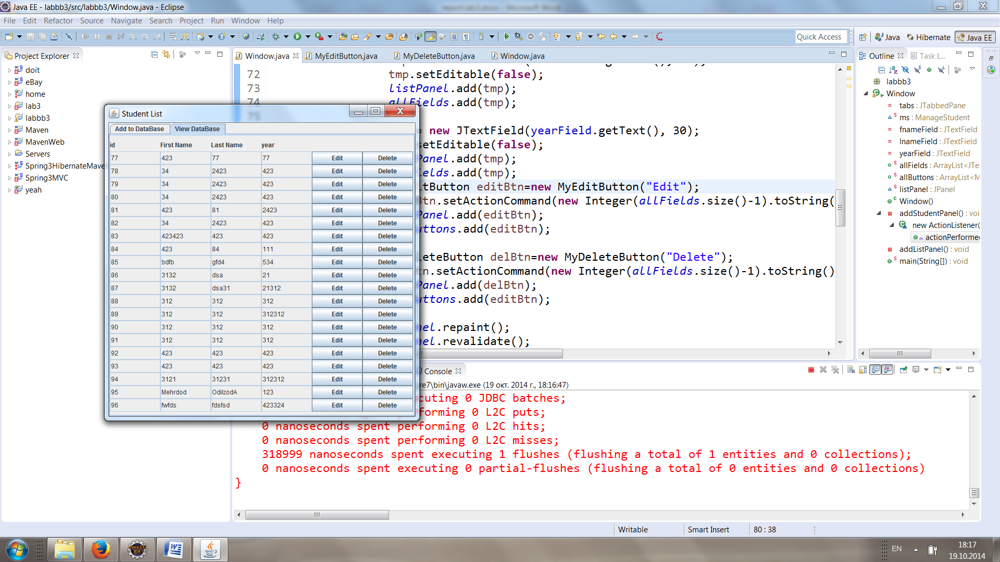 Java EE - labbb3/src/labbb3/Window.java - Eclipse
File Edit Refactor Source Navigate Search Project Run Window Help
Quick Access
Java Hibernate Java EE
Project Explorer
doit
eBay
home
lab3
labbb3
Maven
MavenWeb
Servers
Spring3HibernateMave
Spring3MVC
yeah
Window.java MyEditButton.java MyDeleteButton.java Window.java
72 tmp.setEditable(false);
73 listPanel.add(tmp);
74 allFields.add(tmp);
75
= new JTextField(yearField.getText(), 30);
setEditable(false);
Panel.add(tmp);
ields.add(tmp);
itButton editBtn=new MyEditButton("Edit");
Btn.setActionCommand(new Integer(allFields.size()-1).toString(
Panel.add(editBtn);
uttons.add(editBtn);
leteButton delBtn=new MyDeleteButton("Delete");
tn.setActionCommand(new Integer(allFields.size()-1).toString()
Panel.add(delBtn);
uttons.add(editBtn);
nel.repaint();
nel.revalidate();
Student List
Add to DataBase View DataBase
id First Name Last Name year
77 423 77 77 Edit Delete
78 34 2423 423 Edit Delete
79 34 2423 423 Edit Delete
80 34 2423 423 Edit Delete
81 423 81 2423 Edit Delete
82 34 2423 423 Edit Delete
83 423423 423 423 Edit Delete
84 423 84 111 Edit Delete
85 bdfb gfd4 534 Edit Delete
86 3132 dsa 21 Edit Delete
87 3132 dsa31 21312 Edit Delete
88 312 312 312 Edit Delete
89 312 312 312312 Edit Delete
90 312 312 312 Edit Delete
91 312 312 312 Edit Delete
92 423 423 423 Edit Delete
93 423 423 423 Edit Delete
94 3121 31231 312312 Edit Delete
95 Mehrdod OdilzodA 123 Edit Delete
96 fwfds fdsfsd 423324 Edit Delete
Outline Task L...
labbb3
Window
tabs : JTabbedPane
ms : ManageStudent
fnameField : JTextField
lnameField : JTextField
yearField : JTextField
allFields : ArrayList<JTe
allButtons : ArrayList<M
listPanel : JPanel
Window()
addStudentPanel() : voi
new ActionListener(
actionPerformed
addListPanel() : void
main(String[]) : void
Console
re7\bin\javaw.exe (19 окт. 2014 г., 18:16:47)
cuting 0 JDBC batches;
orming 0 L2C puts;
0 nanoseconds spent performing 0 L2C hits;
0 nanoseconds spent performing 0 L2C misses;
318999 nanoseconds spent executing 1 flushes (flushing a total of 1 entities and 0 collections);
0 nanoseconds spent executing 0 partial-flushes (flushing a total of 0 entities and 0 collections)
}
Writable Smart Insert 80 : 38
EN
18:17
19.10.2014